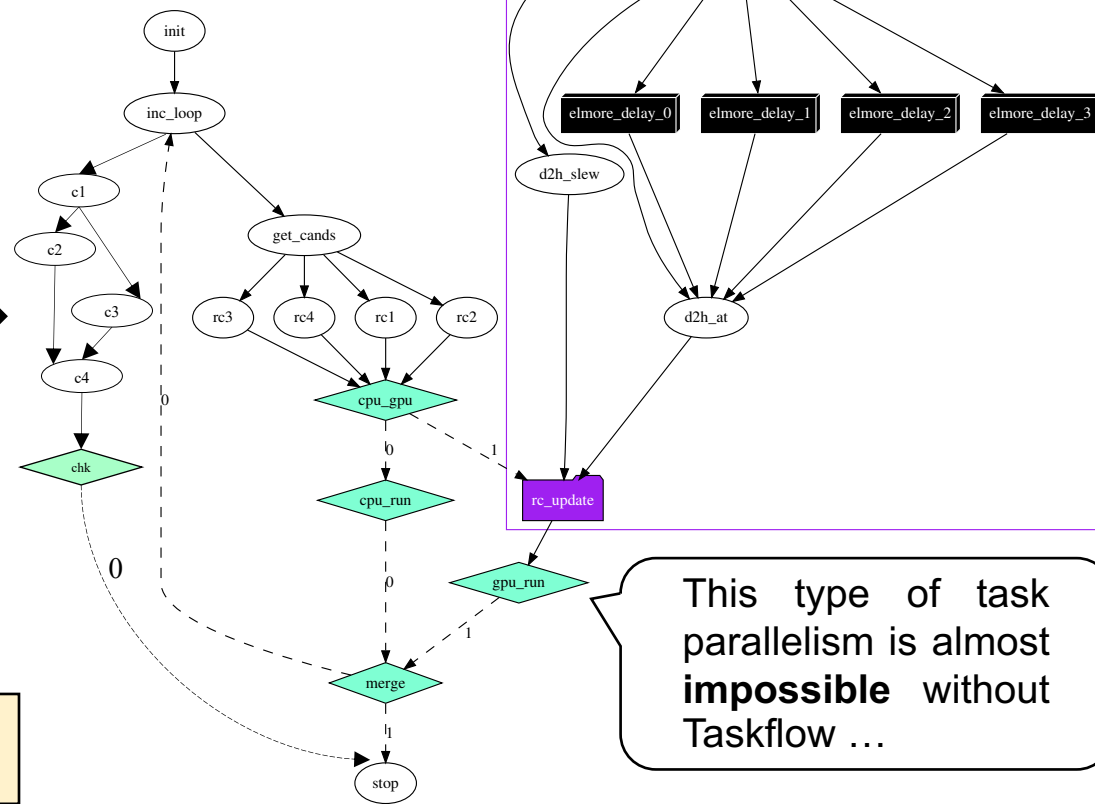 init
inc_loop
elmore_delay_0
elmore_delay_1
elmore_delay_2
elmore_delay_3
c1
d2h_slew
c2
get_cands
c3
rc3
rc4
rc1
rc2
d2h_at
c4
0
cpu_gpu
0
1
chk
cpu_run
rc_update
0
0
gpu_run
1
merge
1
stop
This type of task
parallelism is almost
impossible without
Taskflow …